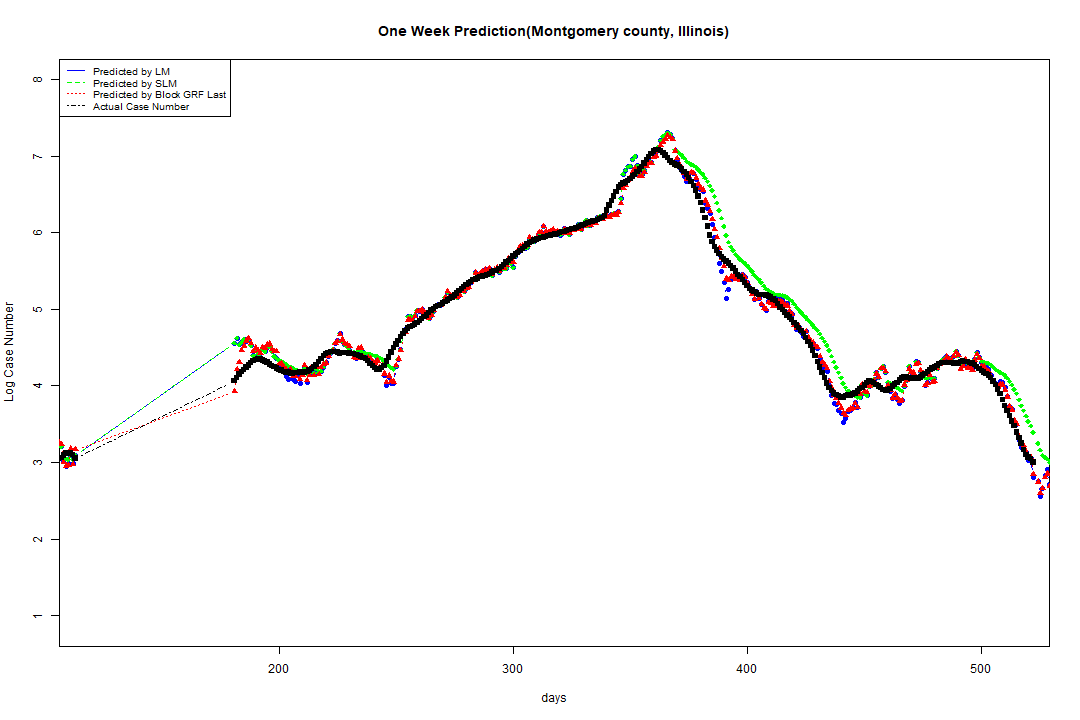 One Week Prediction(Montgomery county, Illinois)
Predicted by LM
Predicted by SLM
Predicted by Block GRF Last
Actual Case Number
8
7
6
5
4
3
2
1
Log Case Number
200
300
400
500
days